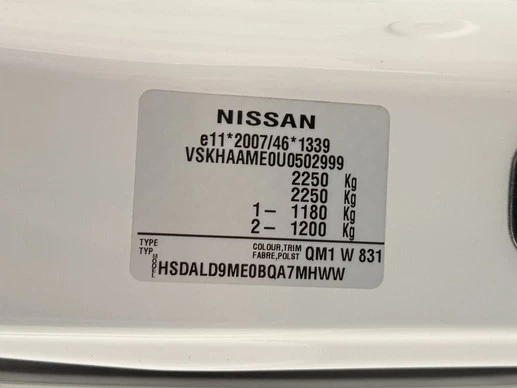 NISSAN
e11*2007/46*1339
VSKHAAME0U0502999
2250 Kg
2250 Kg
1- 1180 Kg
2- 1200 Kg
TYPE COLOUR,TRIM
TYP FABRE,POLST QM1 W 831
MODEL HSDALD9ME0BQA7MHWW